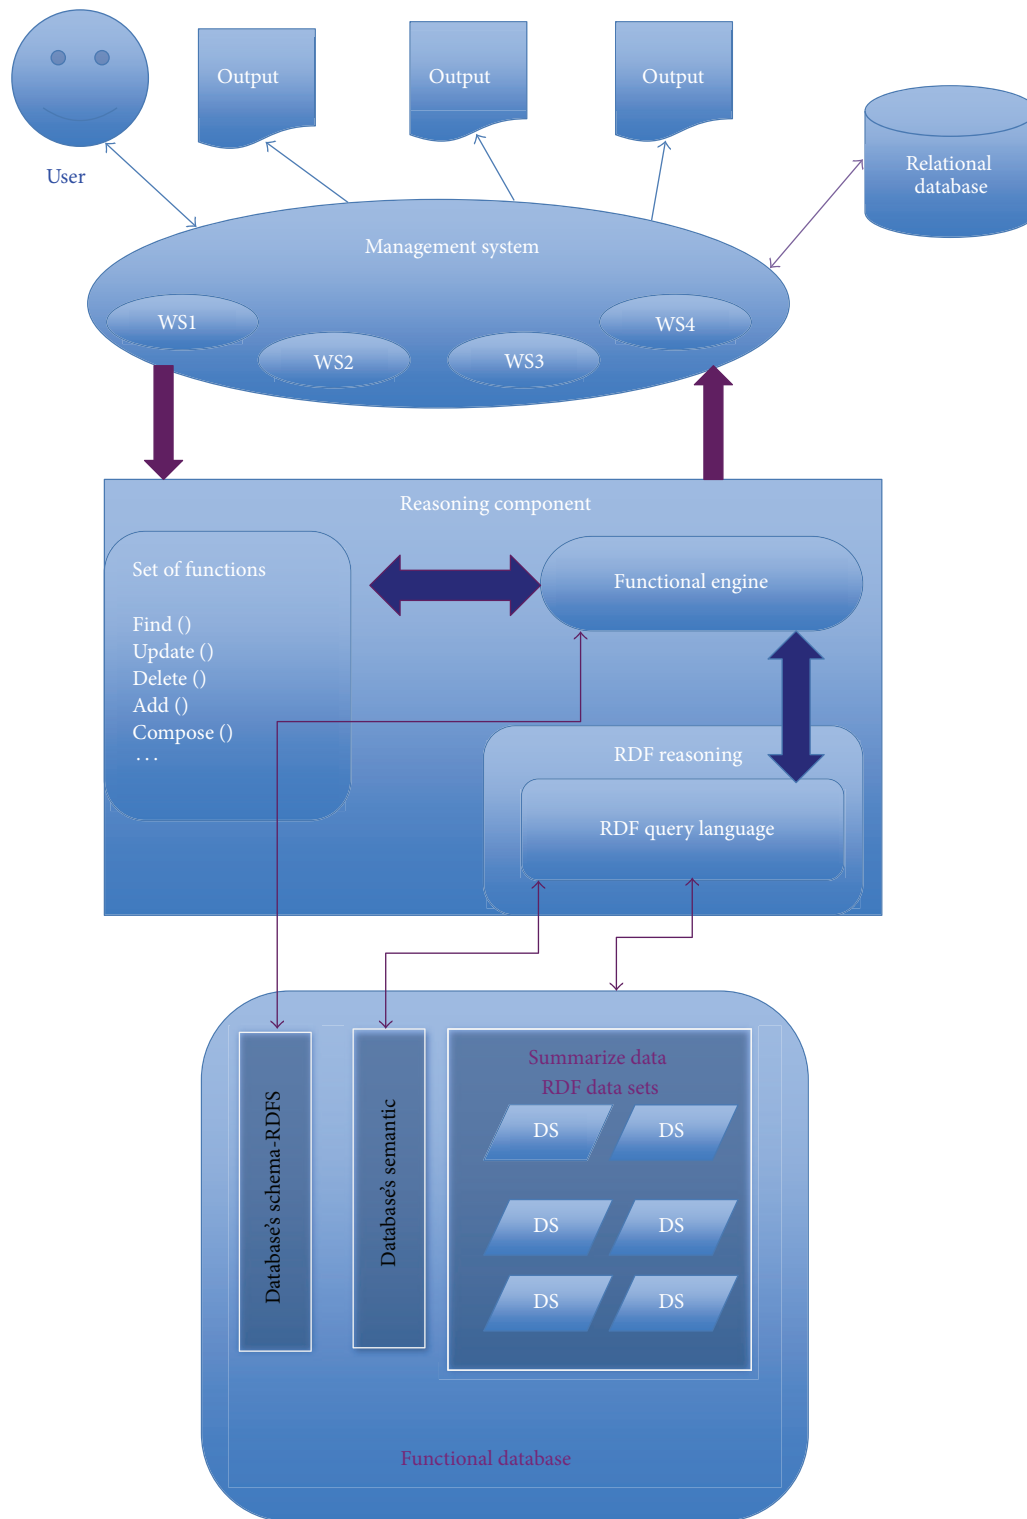 Output
Output
Output
User
Relational
database
Management system
WS1
WS2
WS3
WS4
Reasoning component
Set of functions
Find ()
Update ()
Delete ()
Add ()
Compose ()
...
Functional engine
RDF reasoning
RDF query language
Database's schema-RDFS
Database's semantic
Summarize data
RDF data sets
DS
DS
DS
DS
DS
DS
Functional database